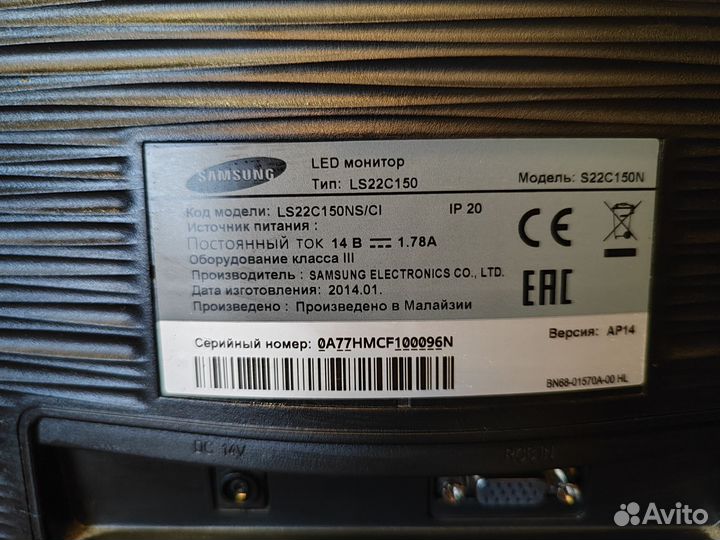 SAMSUNG
LED монитор
Тип: LS22C150
Модель: S22C150N
Код модели: LS22C150NS/CI
IP 20
Источник питания :
Постоянный ток 14 В 1.78A
Оборудование класса III
Производитель : SAMSUNG ELECTRONICS CO., LTD.
Дата изготовления: 2014.01.
Произведено : Произведено в Малайзии
CE
EAC
Серийный номер: 0A77HMCF100096N
Версия: AP14
BN68-01570A-00 HL
DC 14V
RGB IN
Avito